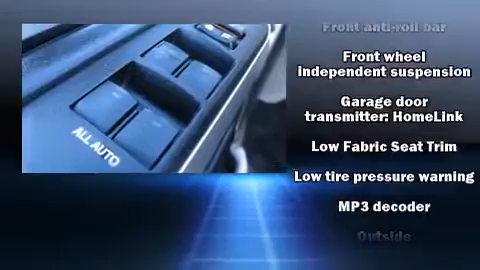 Front anti-roll bar
Front wheel
independent suspension
Garage door
transmitter: HomeLink
Low Fabric Seat Trim
Low tire pressure warning
MP3 decoder
Outside
ALL AUTO